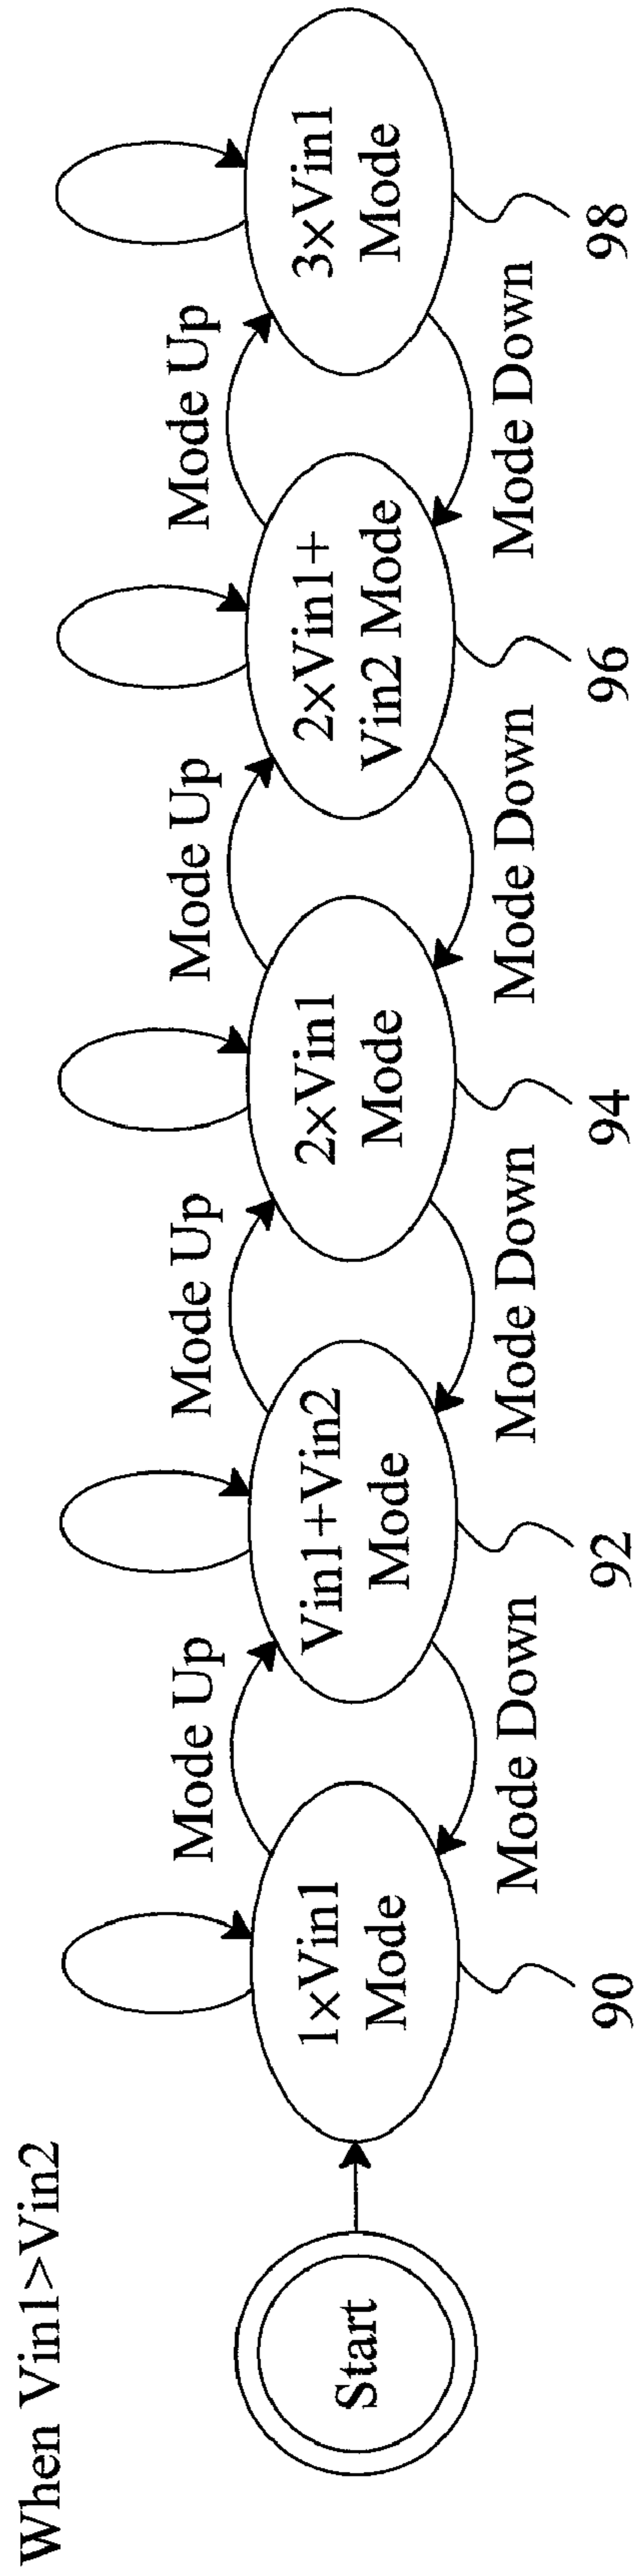 When Vin1>Vin2
Start
1×Vin1
Mode
90
Mode Up
Mode Down
Vin1+Vin2
Mode
92
Mode Up
Mode Down
2×Vin1
Mode
94
Mode Up
Mode Down
2×Vin1+
Vin2 Mode
96
Mode Up
Mode Down
3×Vin1
Mode
98